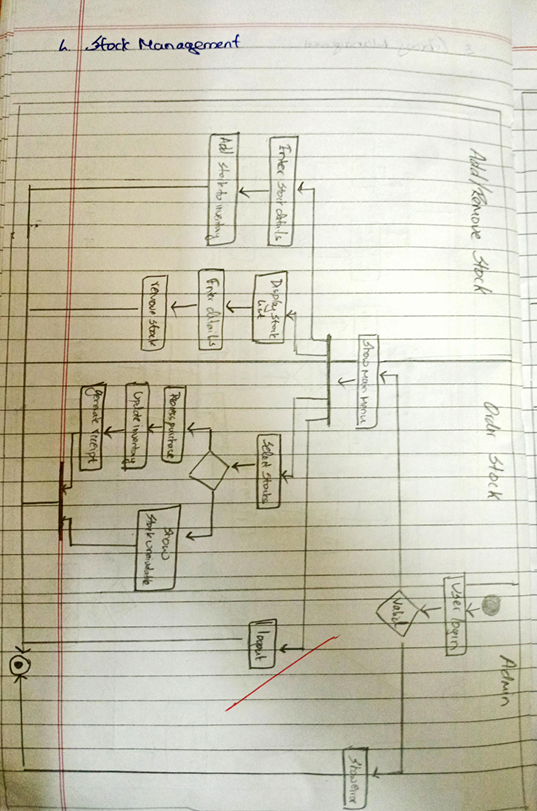 4. Stock Management
Add/Remove Stock
Order Stock
Admin
User login
Valid
Show Main Menu
Show error
Enter stock details
Add stock to inventory
Display Stock
list
Enter details
remove stock
Select Stocks
Process purchase
Update inventory
generate receipt
Show
Stock unavailable
logout